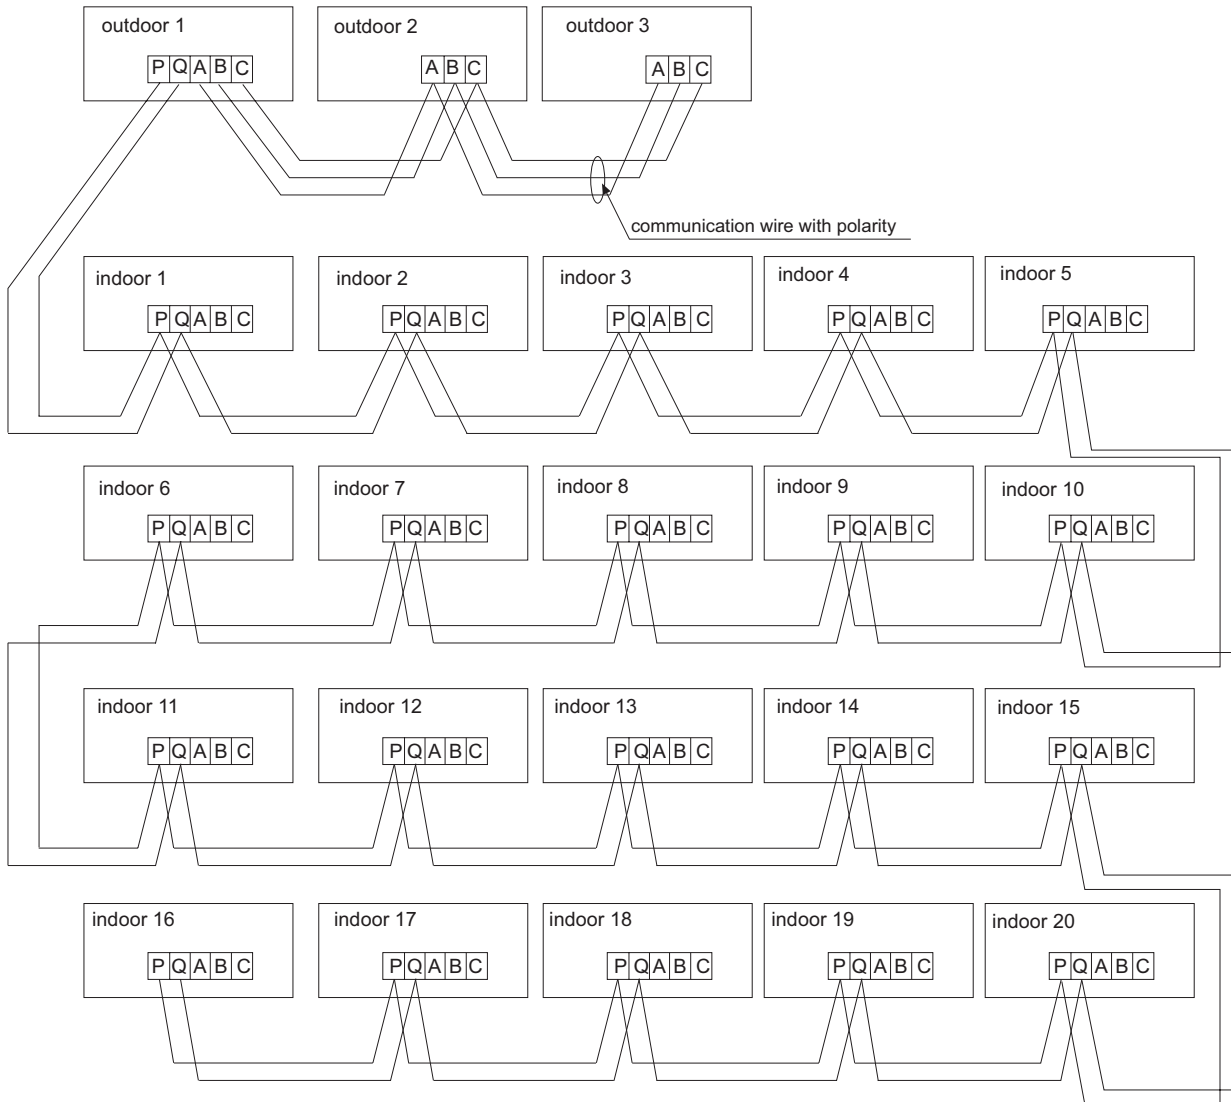 outdoor 1 outdoor 2 outdoor 3
P Q A B C A B C A B C
communication wire with polarity
indoor 1 indoor 2 indoor 3 indoor 4 indoor 5
P Q A B C P Q A B C P Q A B C P Q A B C P Q A B C
indoor 6 indoor 7 indoor 8 indoor 9 indoor 10
P Q A B C P Q A B C P Q A B C P Q A B C P Q A B C
indoor 11 indoor 12 indoor 13 indoor 14 indoor 15
P Q A B C P Q A B C P Q A B C P Q A B C P Q A B C
indoor 16 indoor 17 indoor 18 indoor 19 indoor 20
P Q A B C P Q A B C P Q A B C P Q A B C P Q A B C